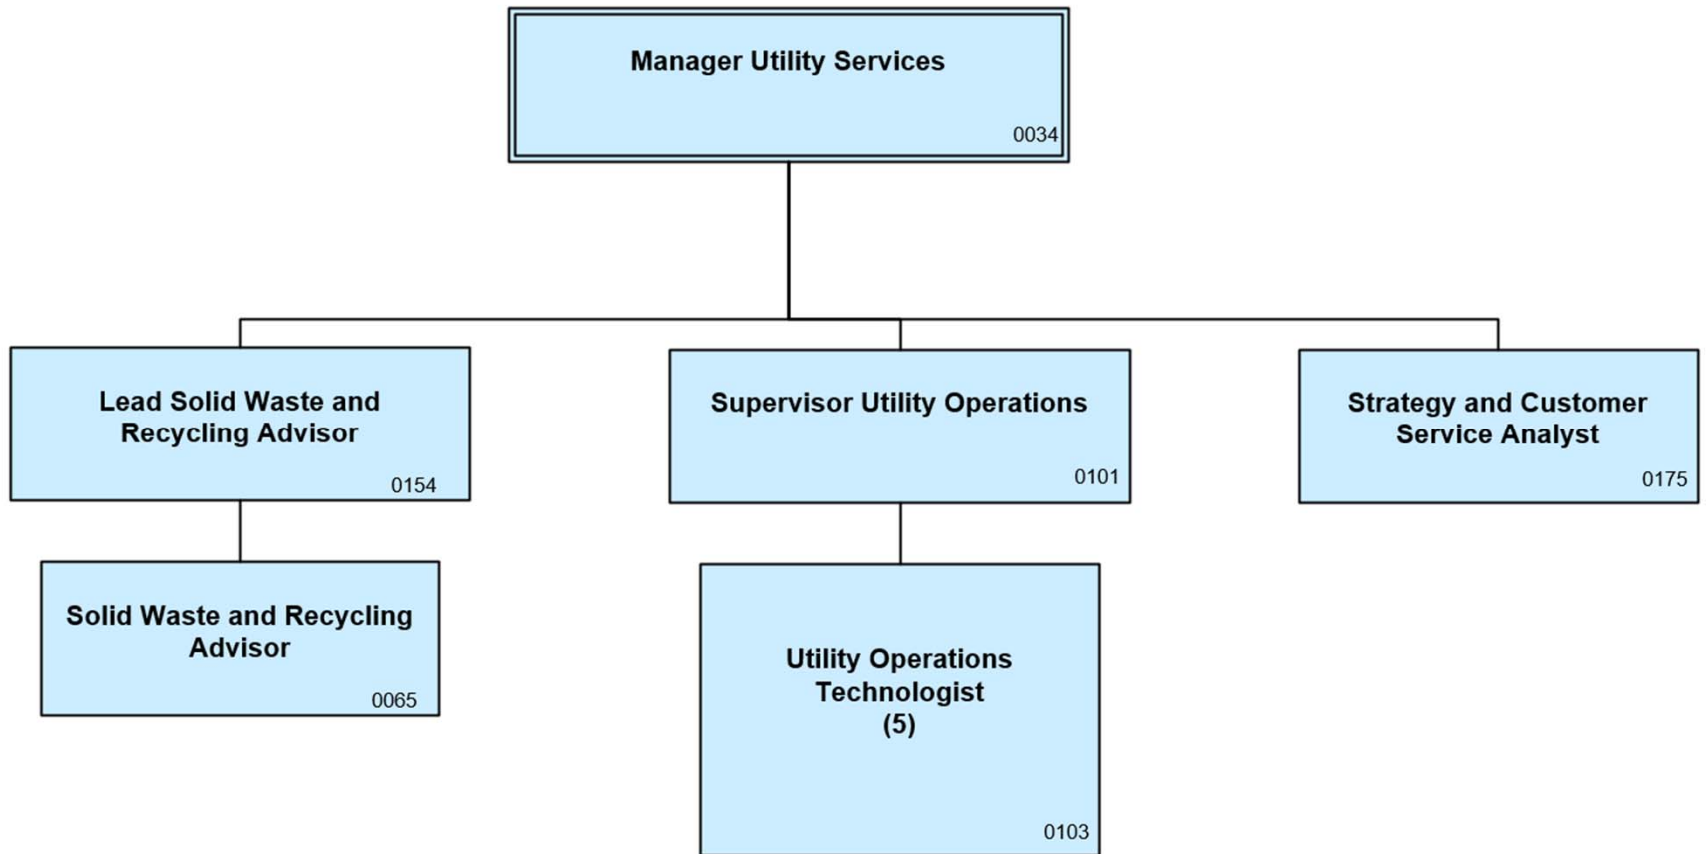 Manager Utility Services
0034
Lead Solid Waste and
Recycling Advisor
0154
Supervisor Utility Operations
0101
Strategy and Customer
Service Analyst
0175
Solid Waste and Recycling
Advisor
0065
Utility Operations
Technologist
(5)
0103